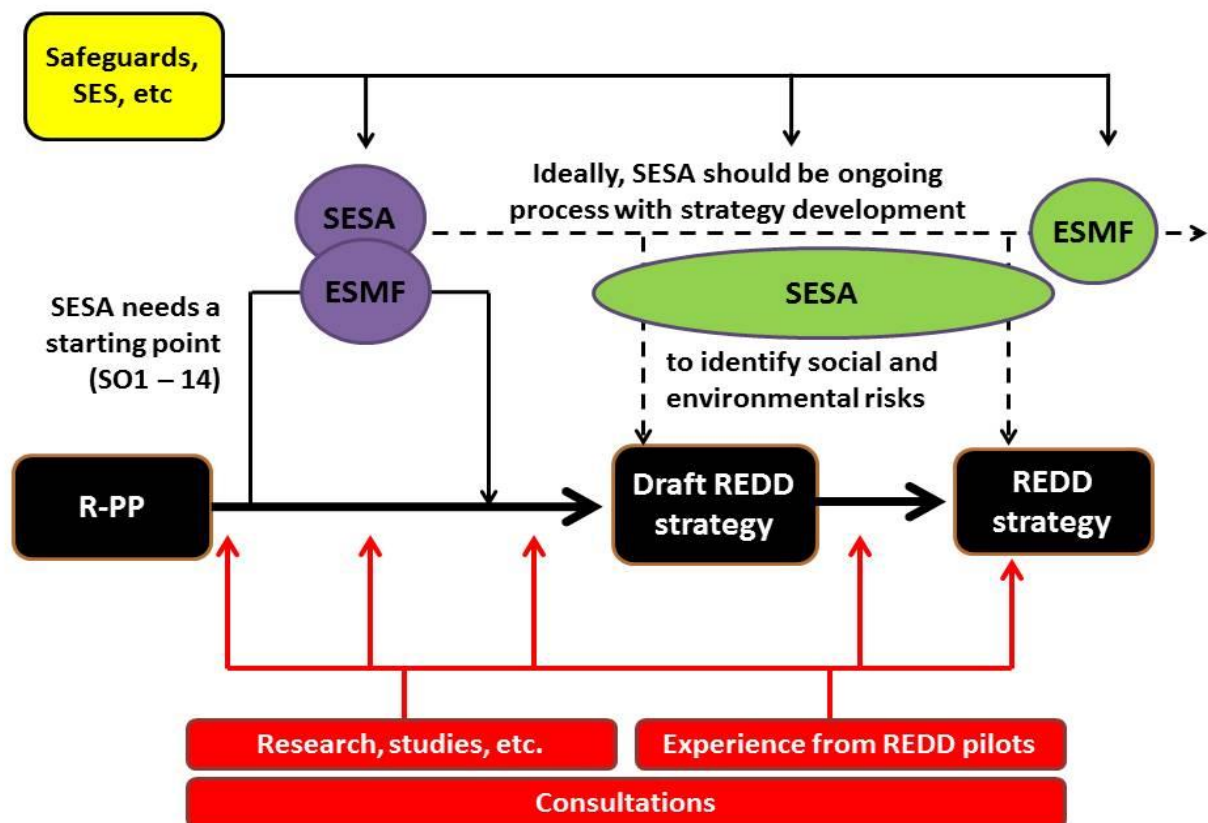 Safeguards,
SES, etc
Ideally, SESA should be ongoing
process with strategy development
SESA
ESMF
ESMF
SESA
SESA needs a
starting point
(SO1 – 14)
to identify social and
environmental risks
R-PP
Draft REDD
strategy
REDD
strategy
Research, studies, etc.
Experience from REDD pilots
Consultations